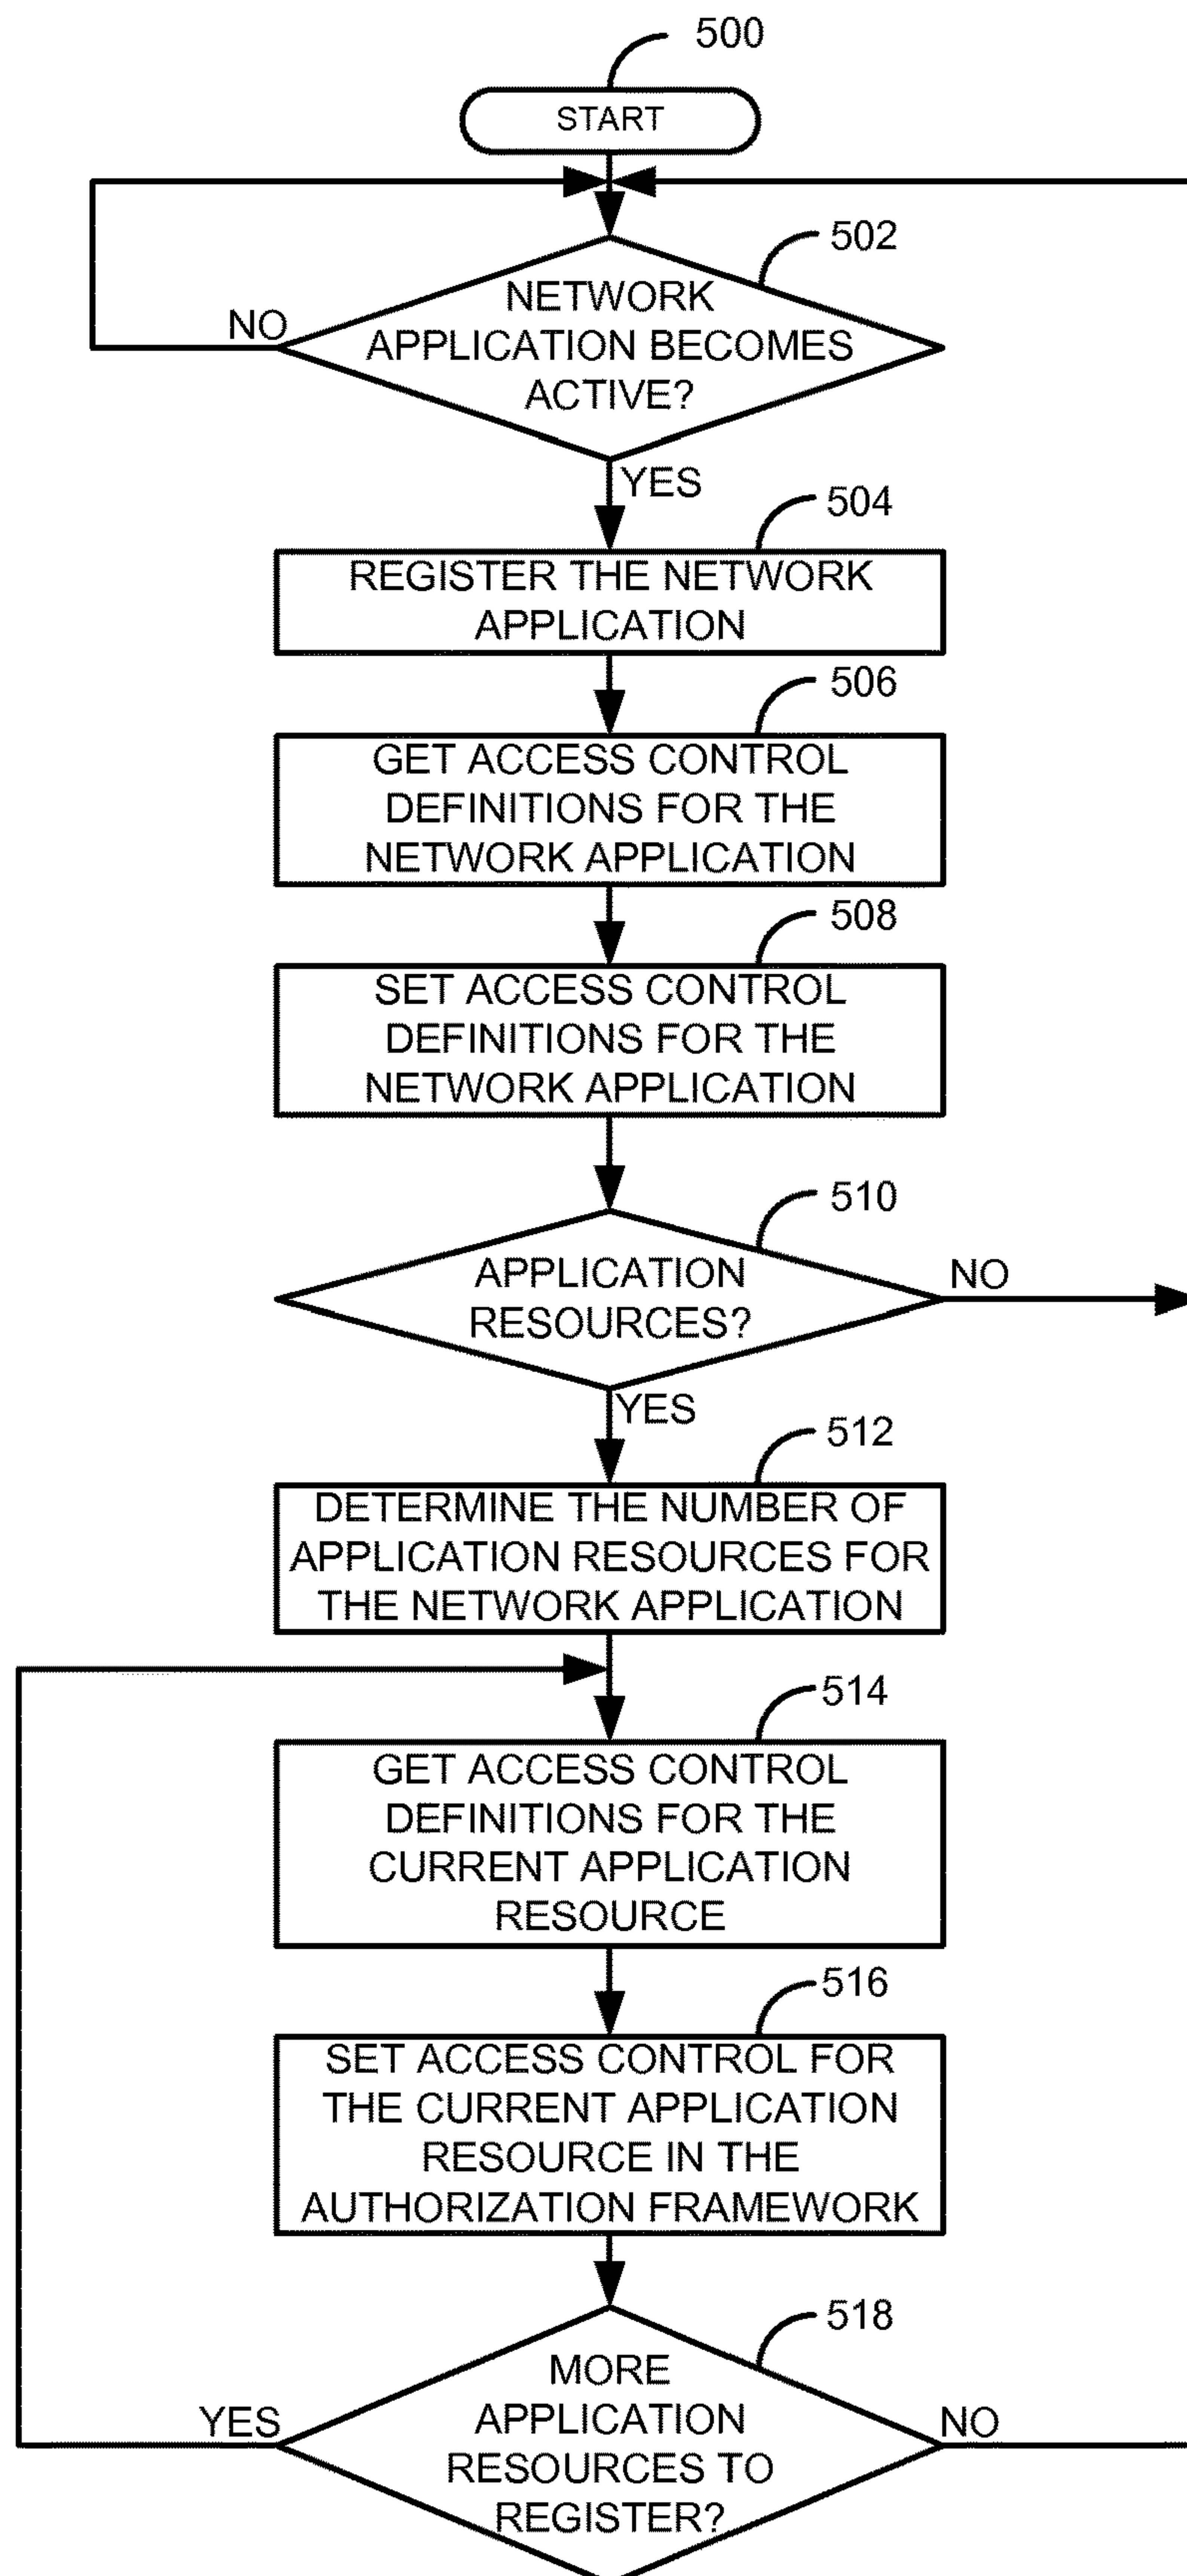 500
START
502
NETWORK
APPLICATION BECOMES
ACTIVE?
NO
YES
504
REGISTER THE NETWORK
APPLICATION
506
GET ACCESS CONTROL
DEFINITIONS FOR THE
NETWORK APPLICATION
508
SET ACCESS CONTROL
DEFINITIONS FOR THE
NETWORK APPLICATION
510
APPLICATION
RESOURCES?
NO
YES
512
DETERMINE THE NUMBER OF
APPLICATION RESOURCES FOR
THE NETWORK APPLICATION
514
GET ACCESS CONTROL
DEFINITIONS FOR THE
CURRENT APPLICATION
RESOURCE
516
SET ACCESS CONTROL FOR
THE CURRENT APPLICATION
RESOURCE IN THE
AUTHORIZATION FRAMEWORK
518
MORE
APPLICATION
RESOURCES TO
REGISTER?
YES
NO